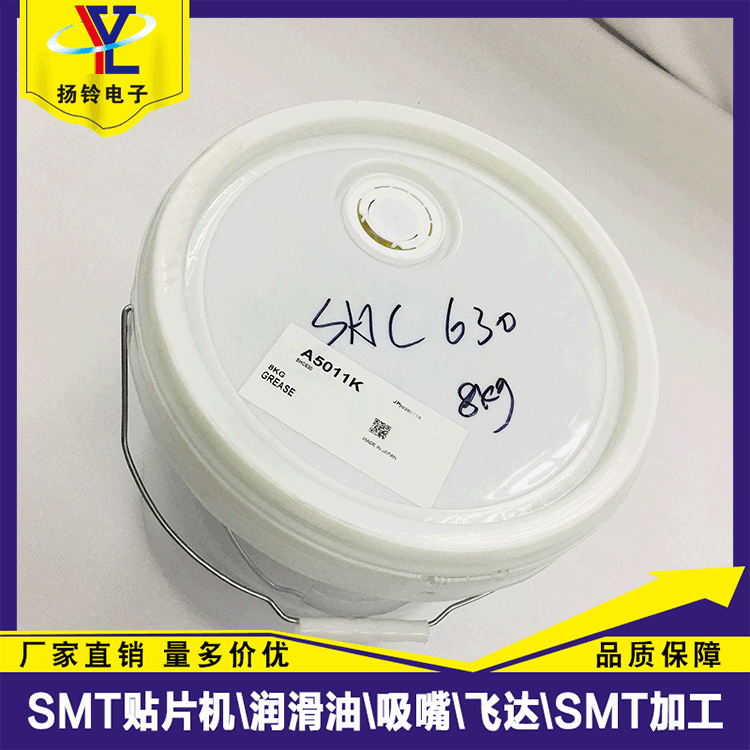 YL
扬铃电子
SHC 630
8kg
A5011K
SHC630
8KG
GREASE
MADE IN JAPAN
厂家直销 量多价优
品质保障
SMT贴片机\润滑油\吸嘴\飞达\SMT加工